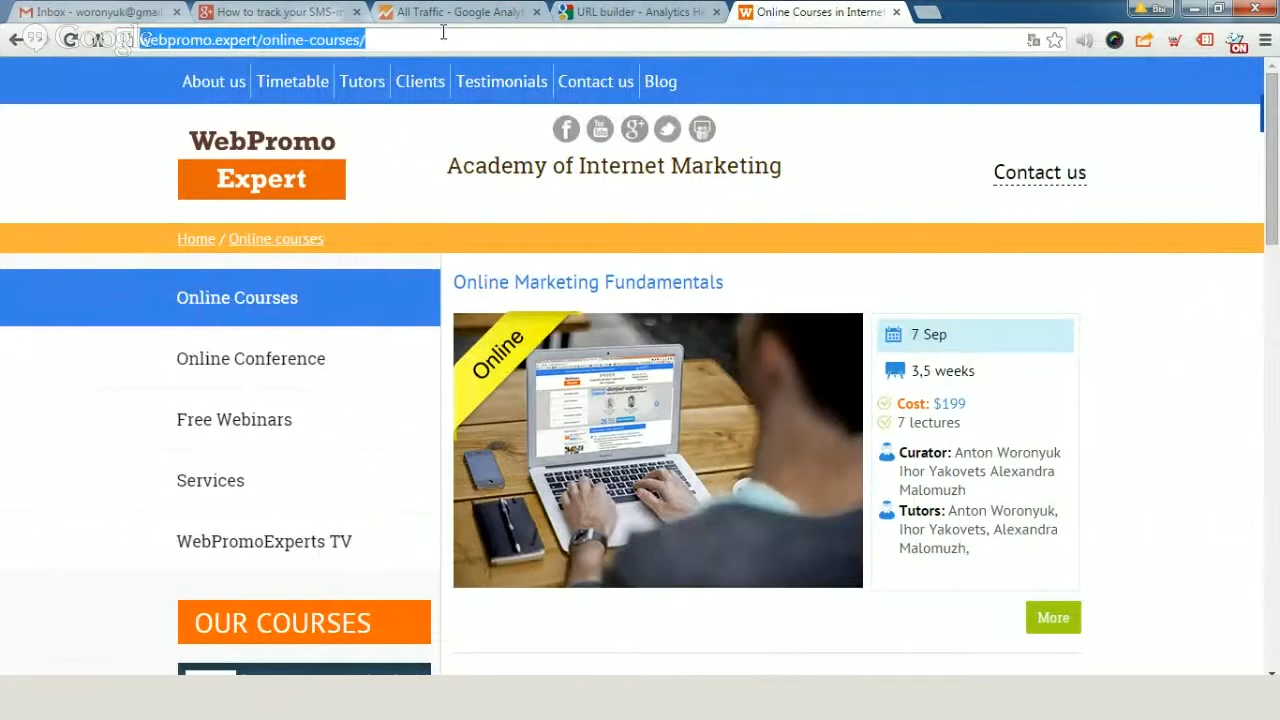 Inbox - woronyuk@gmai
How to track your SMS-m
All Traffic - Google Analyt
URL builder - Analytics He
Online Courses in Internet
Вы
Google
webpromo.expert/online-courses/
ON
About us
Timetable
Tutors
Clients
Testimonials
Contact us
Blog
WebPromo
Expert
Academy of Internet Marketing
Contact us
Home / Online courses
Online Courses
Online Conference
Free Webinars
Services
WebPromoExperts TV
OUR COURSES
Online Marketing Fundamentals
Online
7 Sep
3,5 weeks
Cost: $199
7 lectures
Curator: Anton Woronyuk
Ihor Yakovets Alexandra
Malomuzh
Tutors: Anton Woronyuk,
Ihor Yakovets, Alexandra
Malomuzh,
More